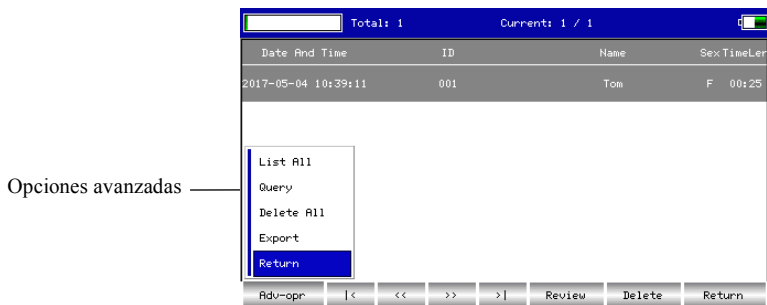 Total: 1 Current: 1 / 1
Date And Time ID Name Sex TimeLen
2017-05-04 10:39:11 001 Tom F 00:25
Opciones avanzadas
List All
Query
Delete All
Export
Return
Adv-opr |< << >> >| Review Delete Return